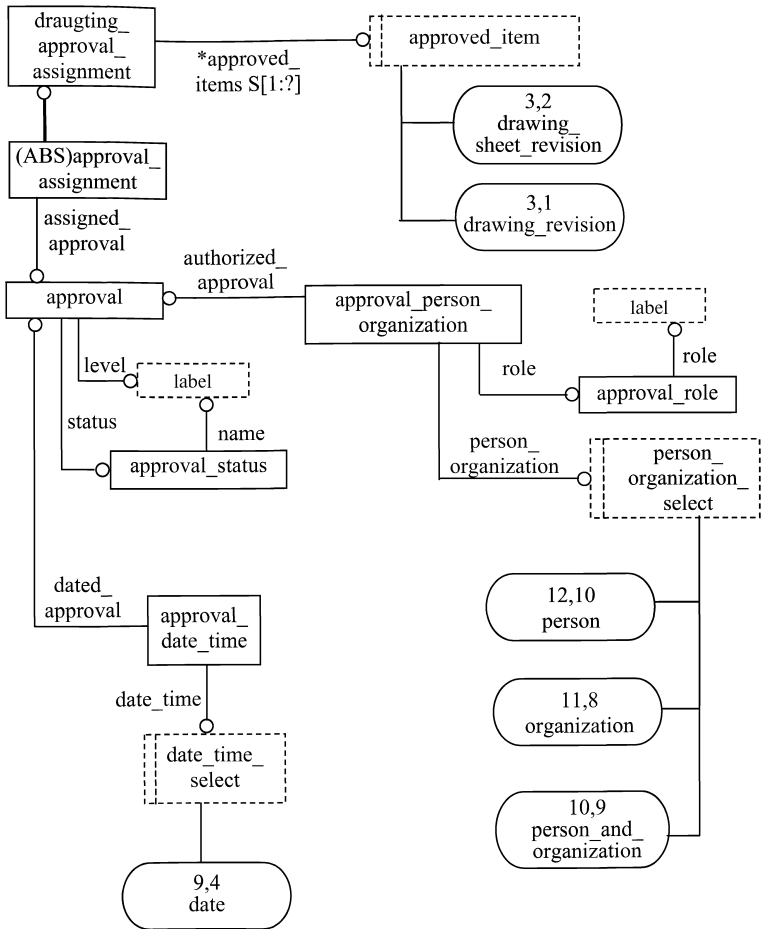 draugting_
approval_
assignment
*approved_
items S[1:?]
approved_item
3,2
drawing_
sheet_revision
(ABS)approval_
assignment
3,1
drawing_revision
assigned_
approval
authorized_
approval
approval
approval_person_
organization
label
role
level
label
role
approval_role
status
name
approval_status
person_
organization
person_
organization_
select
dated_
approval
approval_
date_time
12,10
person
date_time
11,8
organization
date_time_
select
10,9
person_and_
organization
9,4
date